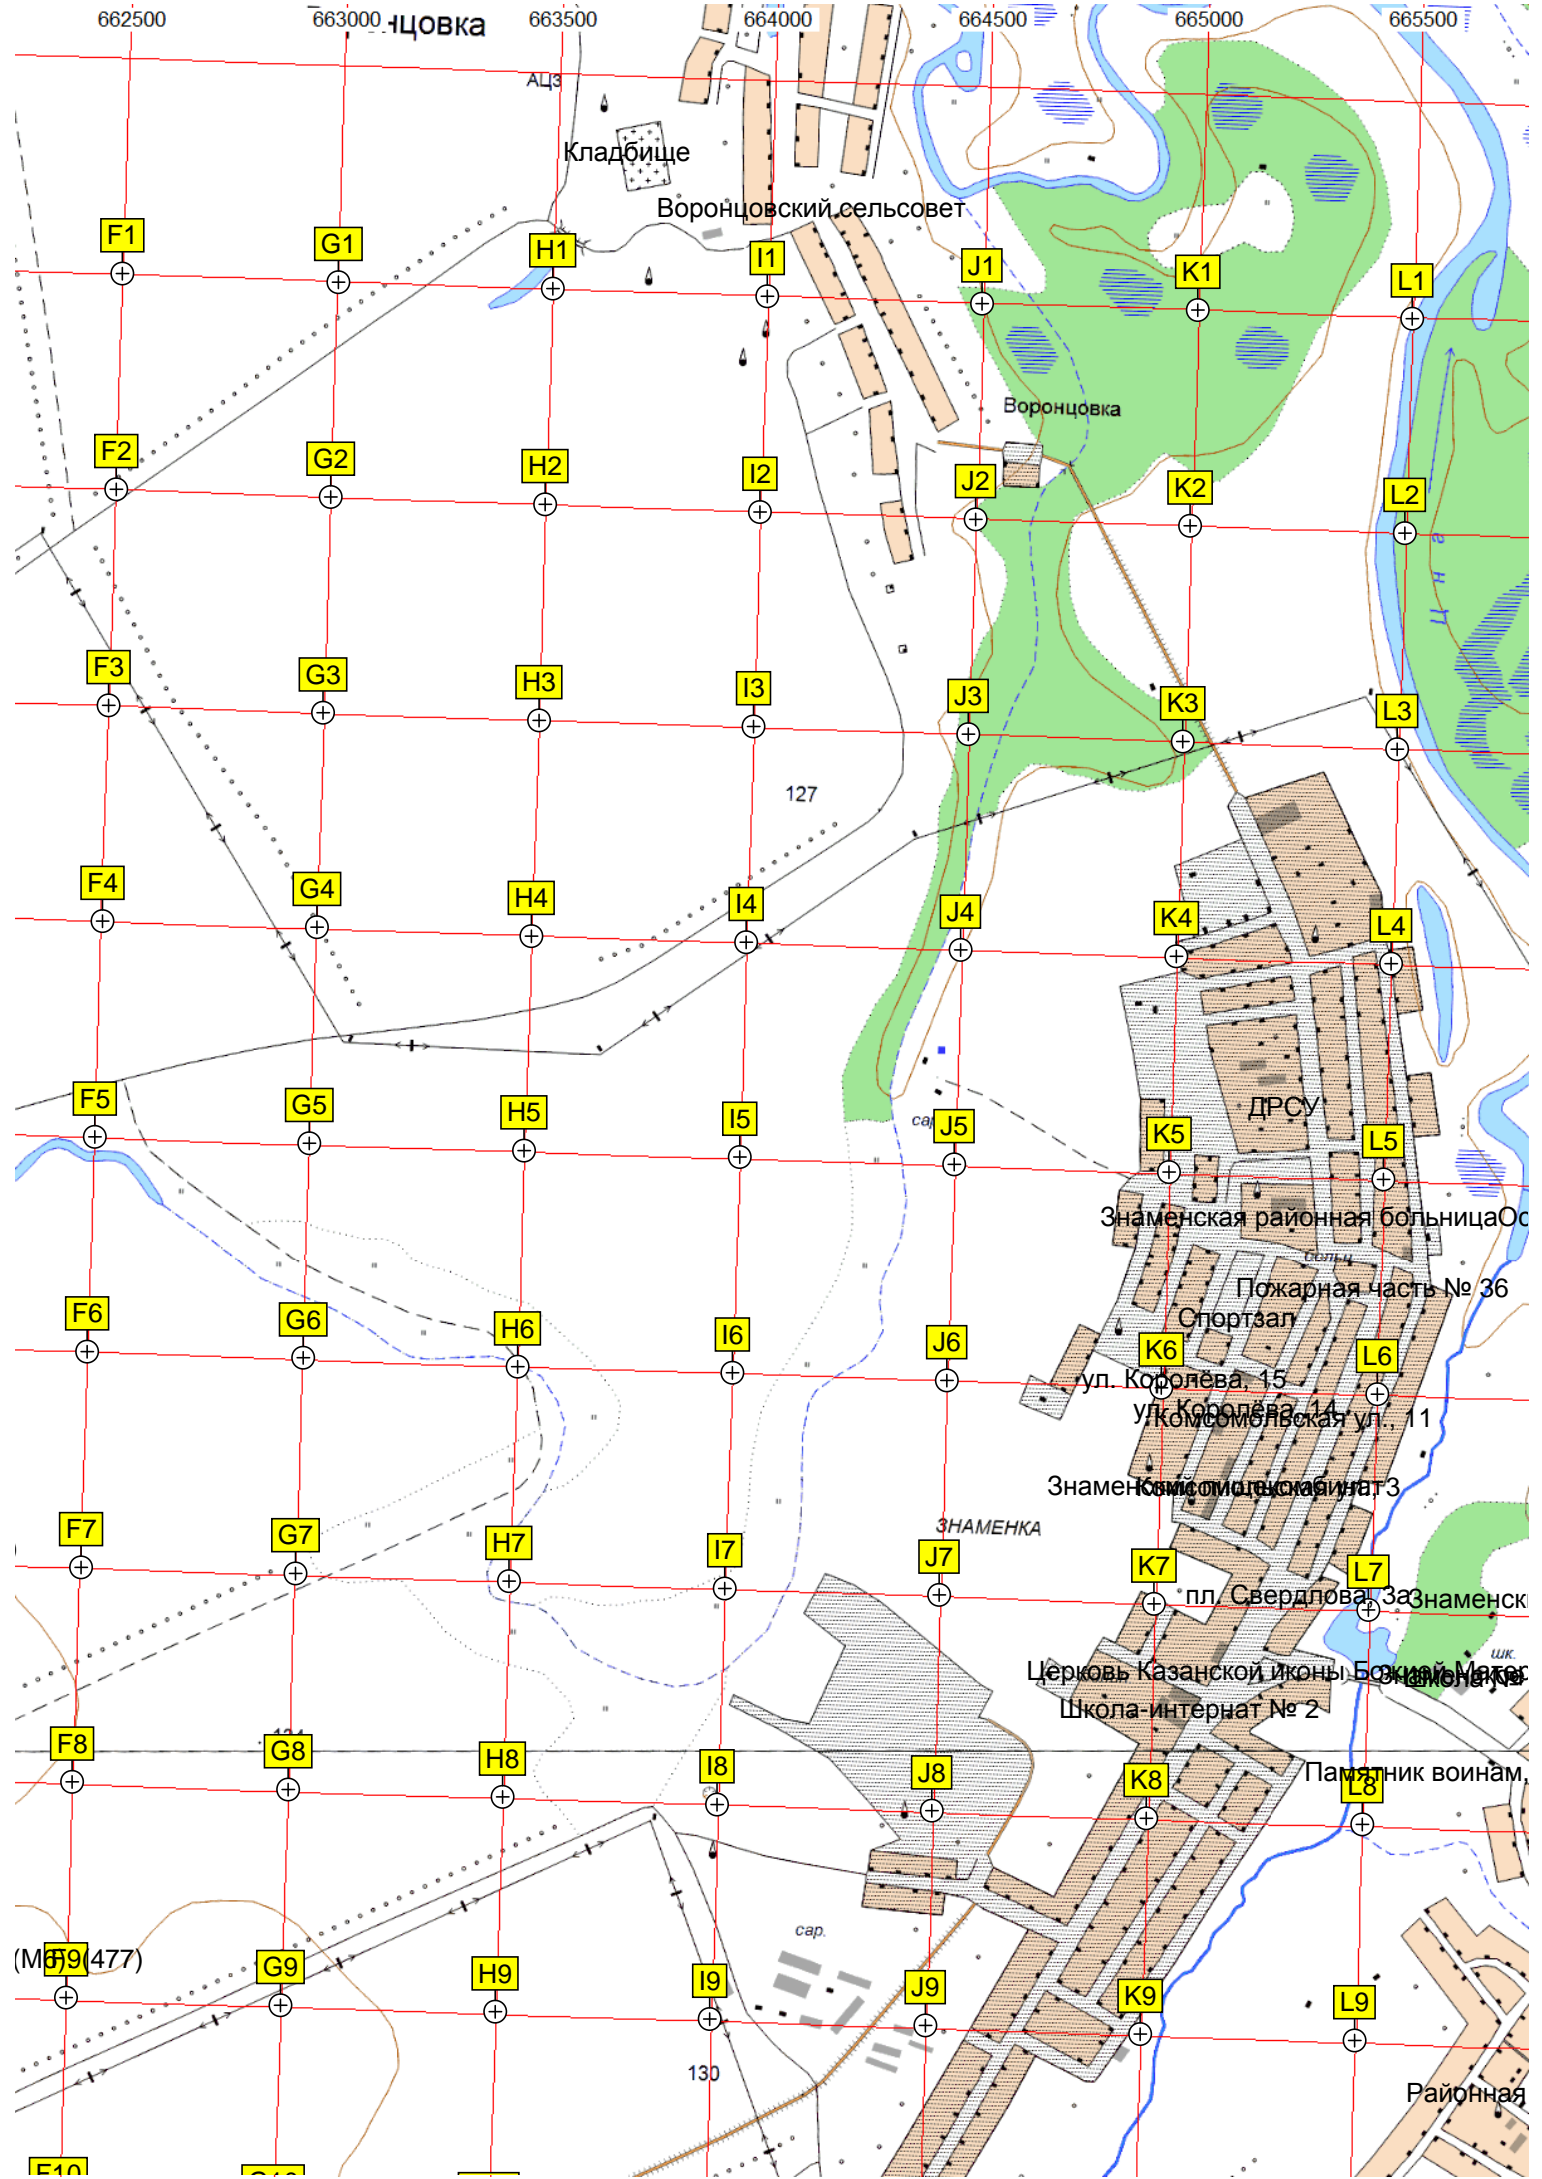 662500 663000 663500 664000 664500 665000 665500
АЦЗ
Кладбище
Воронцовский сельсовет
F1 G1 H1 I1 J1 K1 L1
Воронцовка
F2 G2 H2 I2 J2 K2 L2
Цна
F3 G3 H3 I3 J3 K3 L3
127
F4 G4 H4 I4 J4 K4 L4
ДРСУ
F5 G5 H5 I5 J5 K5 L5
Знаменская районная больница
больн.
Пожарная часть № 36
Спортзал
F6 G6 H6 I6 J6 K6 L6
ул. Королёва, 15
ул. Королёва, 14
Комсомольская ул., 11
ЗНАМЕНКА
F7 G7 H7 I7 J7 K7 L7
пл. Свердлова, 3а
шк.
Церковь Казанской иконы Божией
Школа-интернат № 2
F8 G8 H8 I8 J8 K8 L8
Памятник воинам,
сар.
(М6) (477)
F9 G9 H9 I9 J9 K9 L9
130
Районная
F10